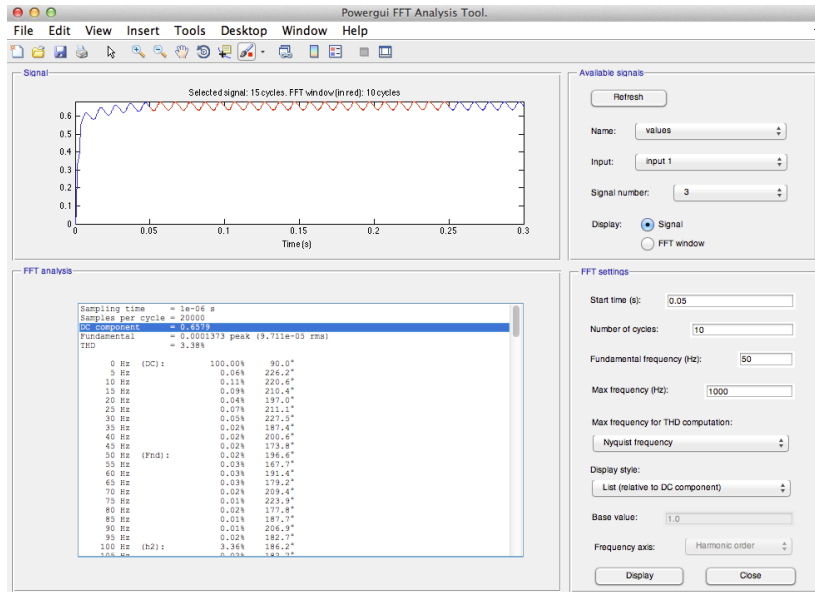 Powergui FFT Analysis Tool.
File Edit View Insert Tools Desktop Window Help
Signal
Selected signal: 15 cycles. FFT window (in red): 10 cycles
0.6
0.5
0.4
0.3
0.2
0.1
0
0 0.05 0.1 0.15 0.2 0.25 0.3
Time (s)
Available signals
Refresh
Name: values
Input: input 1
Signal number: 3
Display: Signal
FFT window
FFT analysis
Sampling time = 1e-06 s
Samples per cycle = 20000
DC component = 0.6579
Fundamental = 0.0001373 peak (9.711e-05 rms)
THD = 3.38%
0 Hz (DC): 100.00% 90.0°
5 Hz 0.06% 226.2°
10 Hz 0.11% 220.6°
15 Hz 0.09% 210.4°
20 Hz 0.04% 197.0°
25 Hz 0.07% 211.1°
30 Hz 0.05% 227.5°
35 Hz 0.02% 187.4°
40 Hz 0.02% 200.6°
45 Hz 0.02% 173.8°
50 Hz (Fnd): 0.02% 196.6°
55 Hz 0.03% 167.7°
60 Hz 0.03% 191.4°
65 Hz 0.03% 179.2°
70 Hz 0.02% 209.4°
75 Hz 0.01% 223.9°
80 Hz 0.02% 177.8°
85 Hz 0.01% 187.7°
90 Hz 0.01% 206.9°
95 Hz 0.02% 182.7°
100 Hz (h2): 3.36% 186.2°
FFT settings
Start time (s): 0.05
Number of cycles: 10
Fundamental frequency (Hz): 50
Max frequency (Hz): 1000
Max frequency for THD computation:
Nyquist frequency
Display style:
List (relative to DC component)
Base value: 1.0
Frequency axis: Harmonic order
Display Close